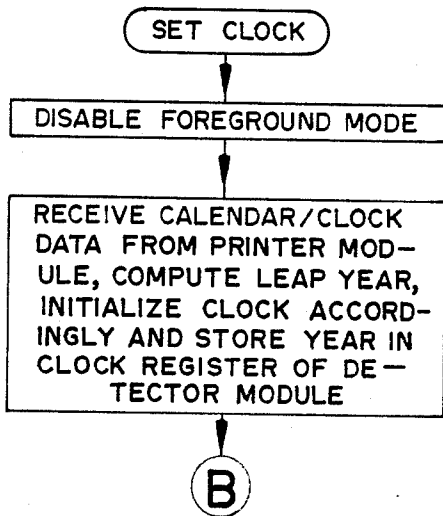 SET CLOCK
DISABLE FOREGROUND MODE
RECEIVE CALENDAR/CLOCK
DATA FROM PRINTER MOD-
ULE, COMPUTE LEAP YEAR,
INITIALIZE CLOCK ACCORD-
INGLY AND STORE YEAR IN
CLOCK REGISTER OF DE-
TECTOR MODULE
B